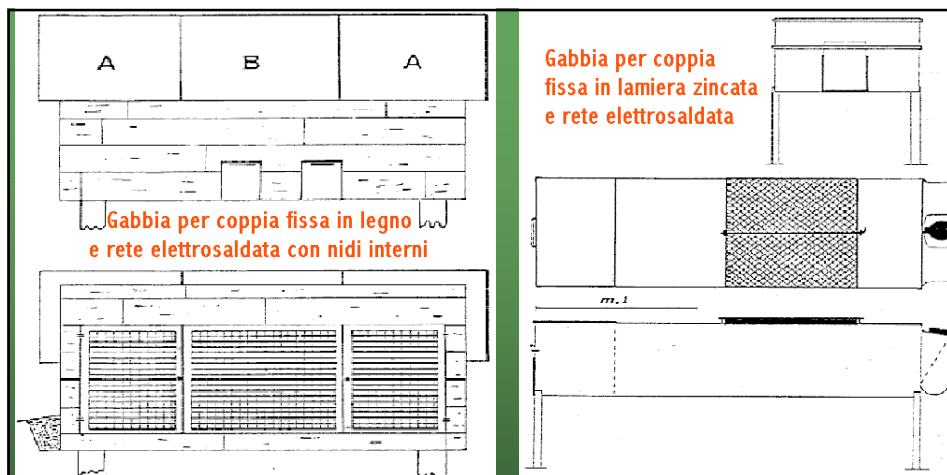 A B A
Gabbia per coppia fissa in legno
e rete elettrosaldata con nidi interni
Gabbia per coppia
fissa in lamiera zincata
e rete elettrosaldata
m.1